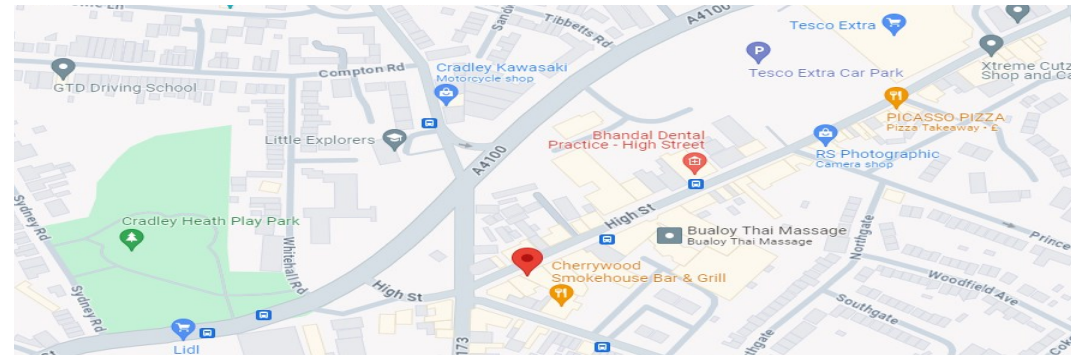 Tibbetts Rd
A4100
Tesco Extra
Compton Rd
Cradley Kawasaki
Motorcycle shop
Tesco Extra Car Park
Xtreme Cutz
Shop and Ca
GTD Driving School
PICASSO PIZZA
Pizza Takeaway · £
Little Explorers
Bhandal Dental
Practice - High Street
RS Photographic
Camera shop
A4100
Sydney Rd
Cradley Heath Play Park
High St
Bualoy Thai Massage
Bualoy Thai Massage
Northgate
Prince
Whitehall Rd
Cherrywood
Smokehouse Bar & Grill
Woodfield Ave
High St
Southgate
Sydney Rd
Lidl
173